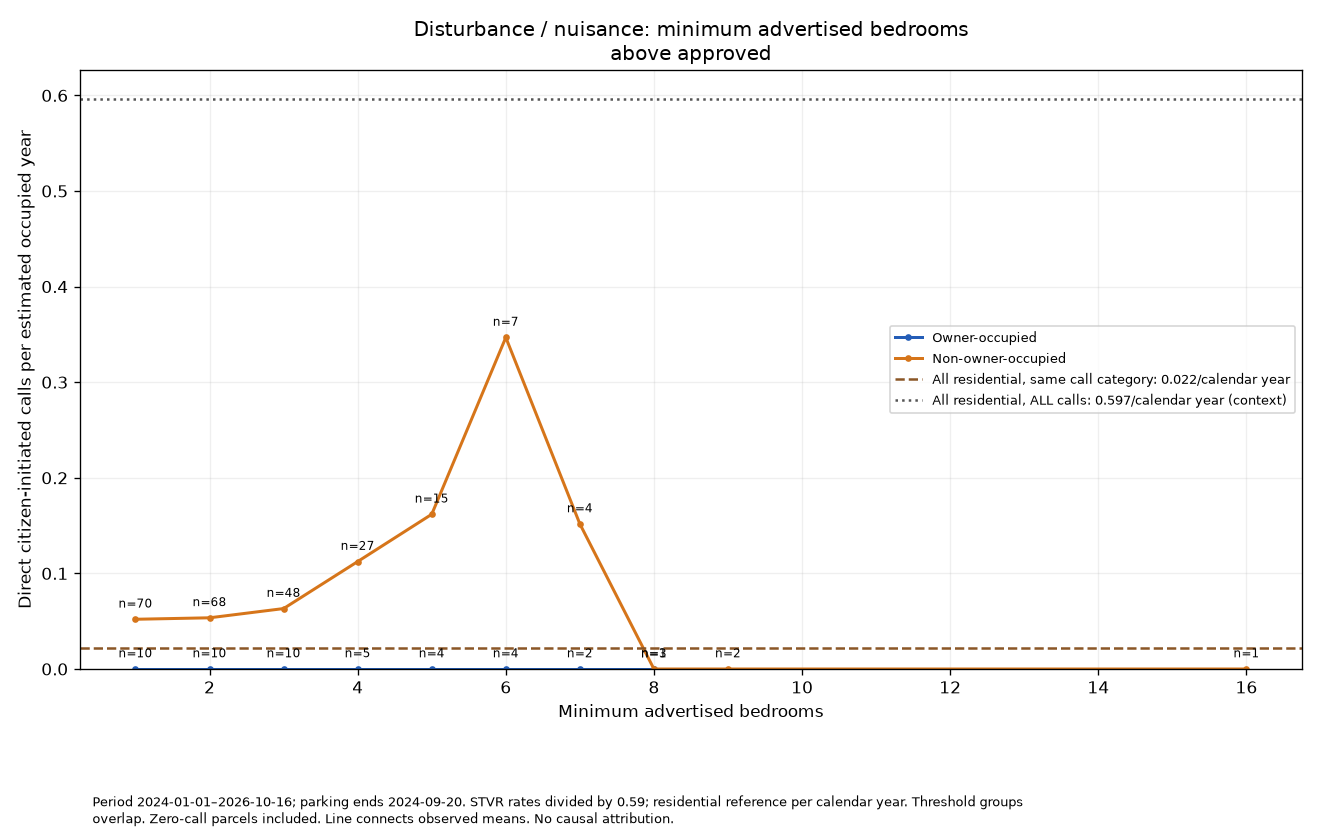 Disturbance / nuisance: minimum advertised bedrooms
above approved
Direct citizen-initiated calls per estimated occupied year
0.6
0.5
0.4
0.3
0.2
0.1
0.0
n=7
n=15
n=4
n=27
n=48
n=70
n=68
n=10
n=10
n=10
n=5
n=4
n=4
n=2
n=2
n=1
Owner-occupied
Non-owner-occupied
All residential, same call category: 0.022/calendar year
All residential, ALL calls: 0.597/calendar year (context)
2
4
6
8
10
12
14
16
Minimum advertised bedrooms
Period 2024-01-01–2026-10-16; parking ends 2024-09-20. STVR rates divided by 0.59; residential reference per calendar year. Threshold groups
overlap. Zero-call parcels included. Line connects observed means. No causal attribution.